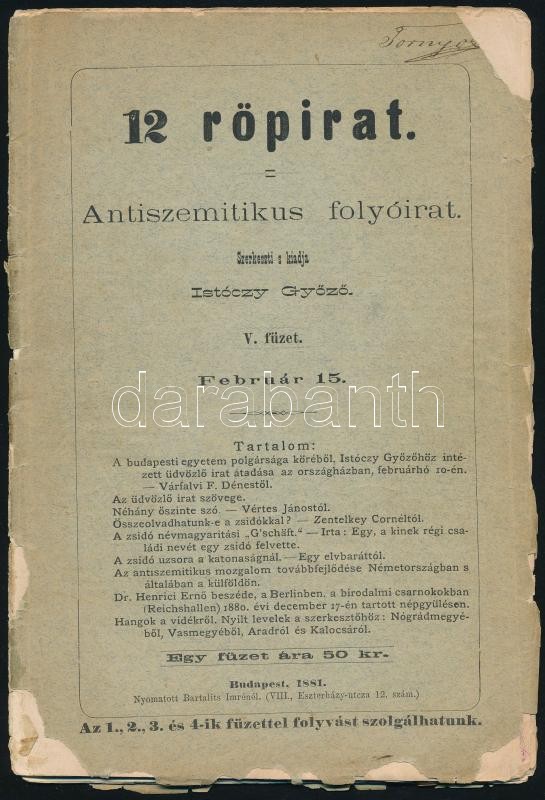 Tornyos
12 röpirat.
Antiszemitikus folyóirat.
Szerkeszti s kiadja
Istóczy Győző.
V. füzet.
Február 15.
darabanth
Tartalom:
A budapesti egyetem polgársága köréből, Istóczy Győzőhöz inté-
zett üdvözlő irat átadása az országházban, februárhó 10-én.
— Várfalvi F. Dénestől.
Az üdvözlő irat szövege.
Néhány őszinte szó. — Vértes Jánostól.
Összeolvadhatunk-e a zsidókkal? — Zentelkey Cornéltól.
A zsidó névmagyaritási „G'schäft." — Irta: Egy, a kinek régi csa-
ládi nevét egy zsidó felvette.
A zsidó uzsora a katonaságnál. — Egy elvbaráttól.
Az antiszemitikus mozgalom továbbfejlődése Németországban s
általában a külföldön.
Dr. Henrici Ernő beszéde, a Berlinben, a birodalmi csarnokokban
(Reichshallen) 1880. évi december 17-én tartott népgyülésen.
Hangok a vidékről. Nyilt levelek a szerkesztőhöz: Nógrádmegyé-
ből, Vasmegyéből, Aradról és Kalocsáról.
Egy füzet ára 50 kr.
Budapest, 1881.
Nyomatott Bartalits Imrénél. (VIII., Eszterházy-utcza 12. szám.)
Az 1., 2., 3. és 4-ik füzettel folyvást szolgálhatunk.